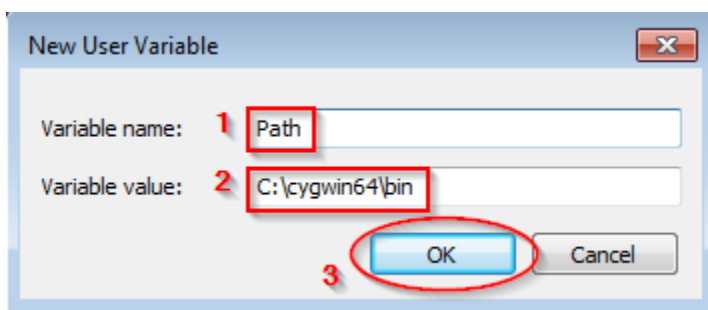 New User Variable
Variable name: 1 Path
Variable value: 2 C:\cygwin64\bin
3 OK Cancel